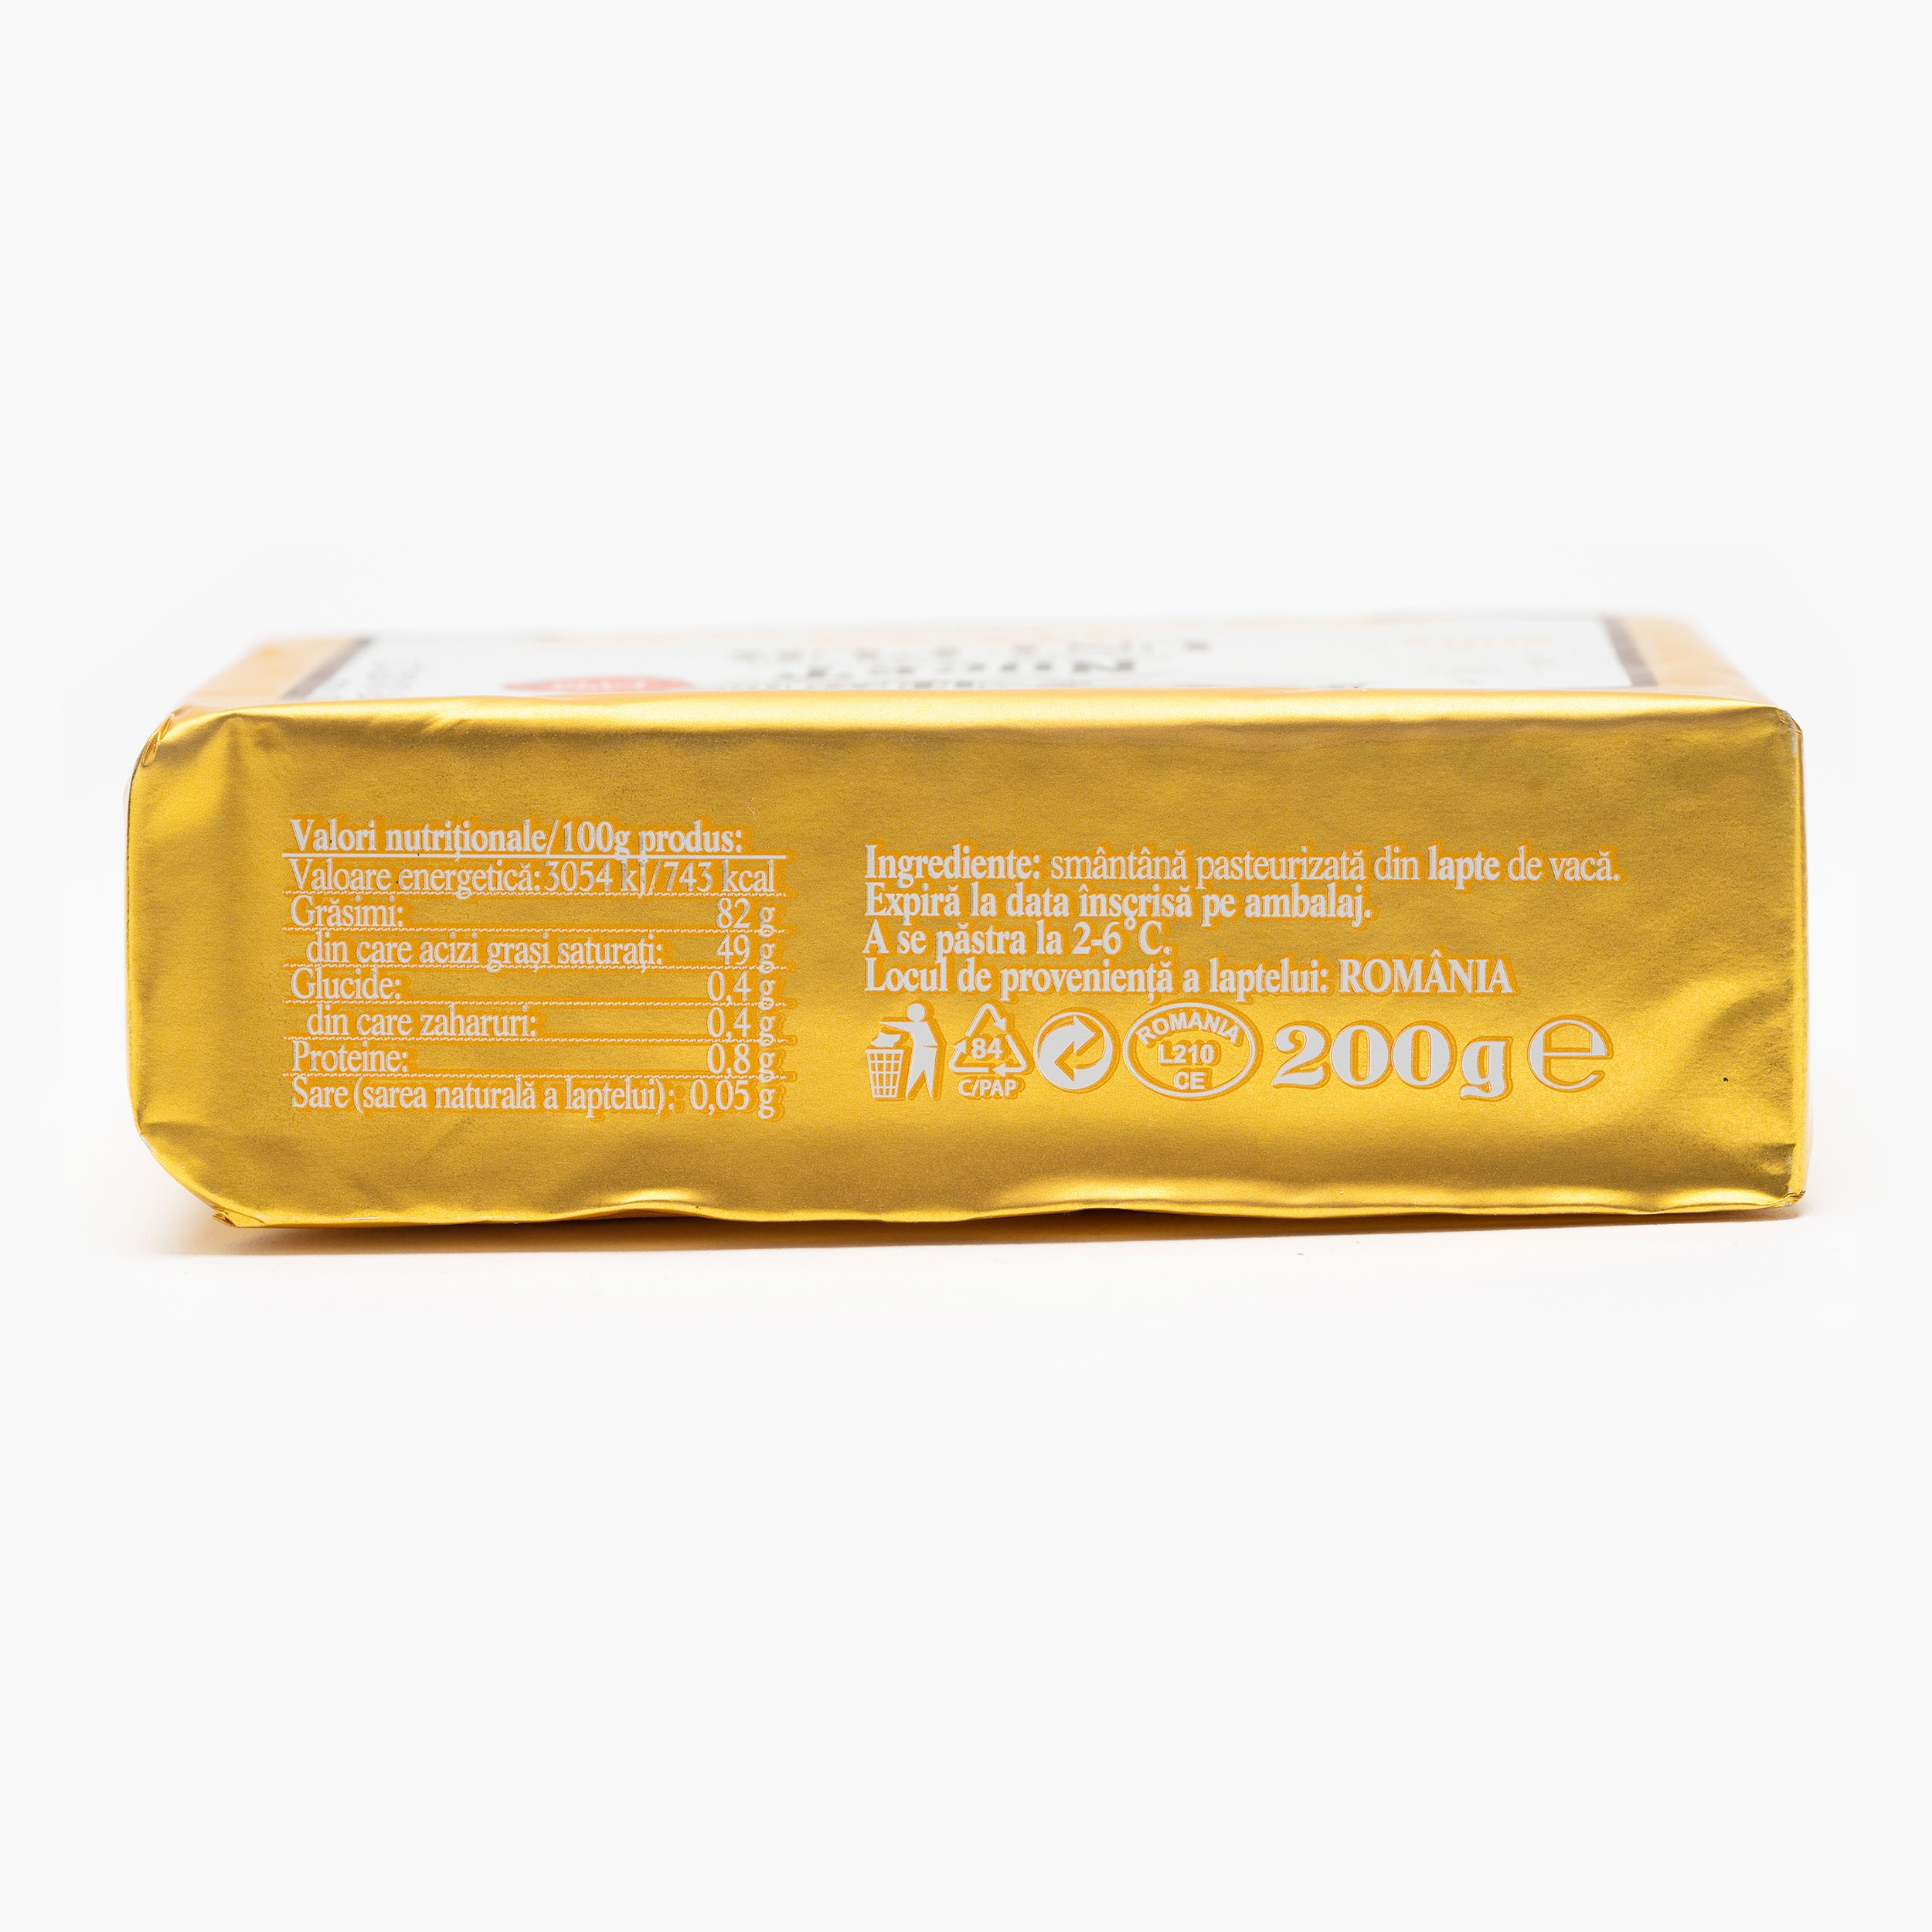 Valori nutriționale/100g produs:
Valoare energetică: 3054 kJ/743 kcal
Grăsimi: 82 g
din care acizi grași saturați: 49 g
Glucide: 0,4 g
din care zaharuri: 0,4 g
Proteine: 0,8 g
Sare (sarea naturală a laptelui): 0,05 g
Ingrediente: smântână pasteurizată din lapte de vacă.
Expiră la data înscrisă pe ambalaj.
A se păstra la 2-6°C.
Locul de proveniență a laptelui: ROMÂNIA
84
C/PAP
ROMANIA
L210
CE
200g e